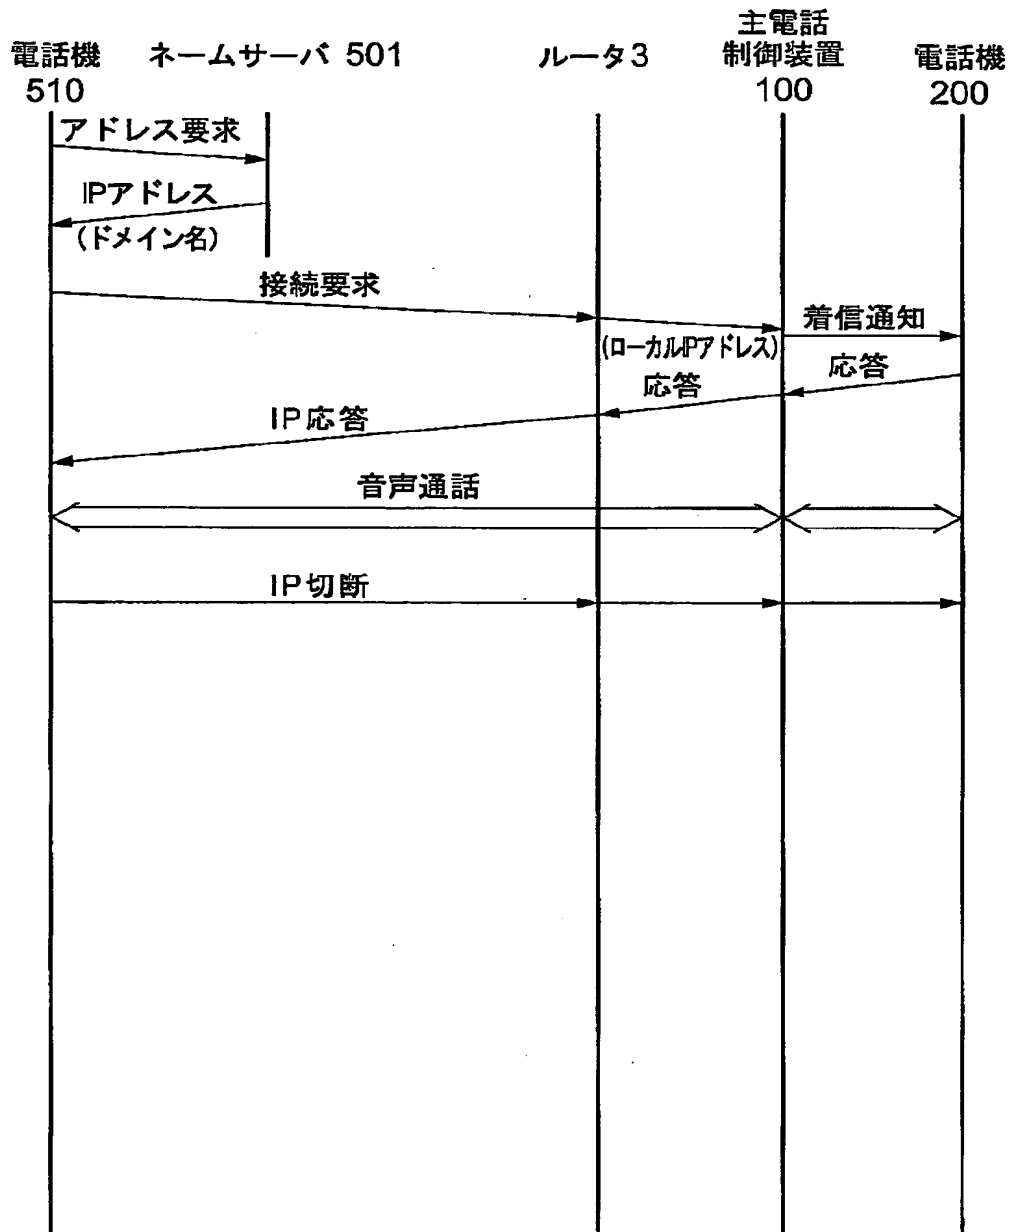 電話機
510
ネームサーバ 501
ルータ3
主電話
制御装置
100
電話機
200
アドレス要求
IPアドレス
(ドメイン名)
接続要求
(ローカルIPアドレス)
着信通知
応答
応答
IP応答
音声通話
IP切断